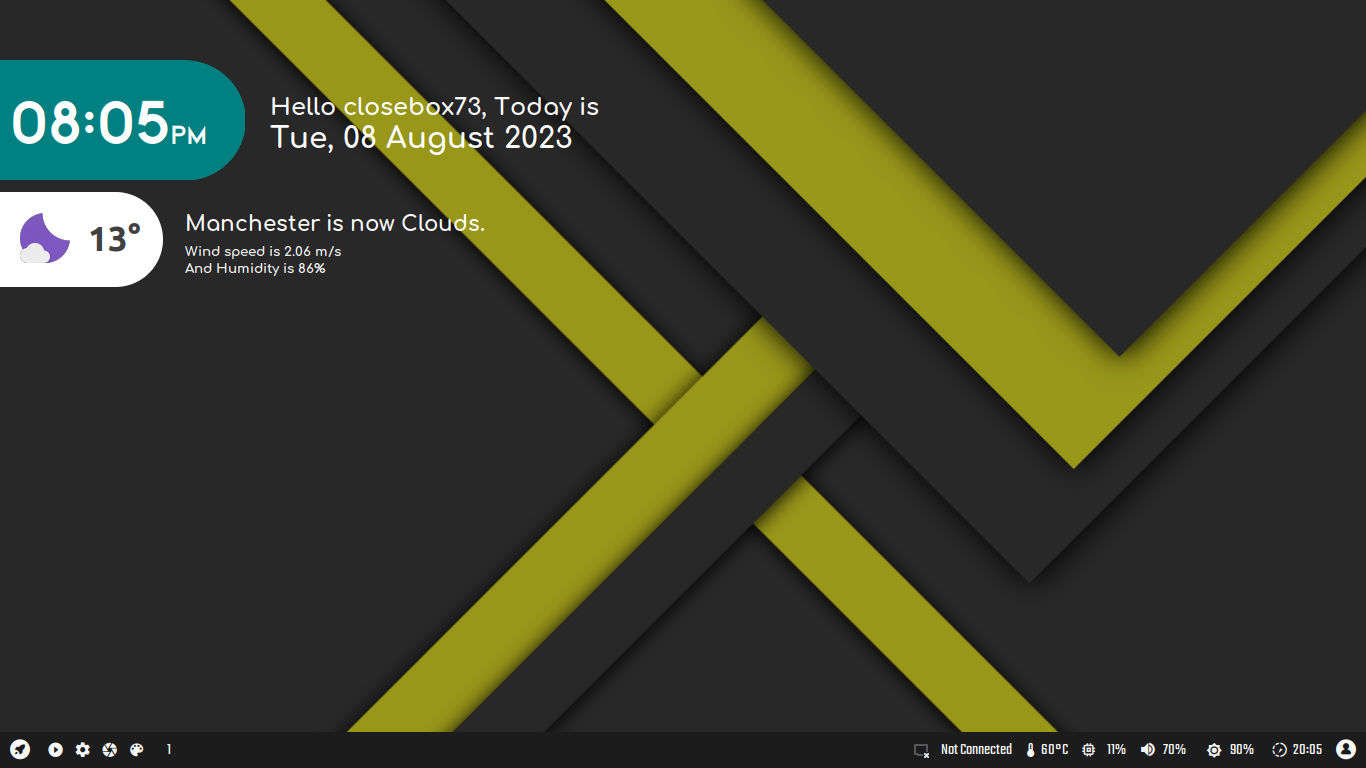 08:05PM
Hello closebox73, Today is
Tue, 08 August 2023
13°
Manchester is now Clouds.
Wind speed is 2.06 m/s
And Humidity is 86%
1 Not Connected 60°C 11% 70% 90% 20:05